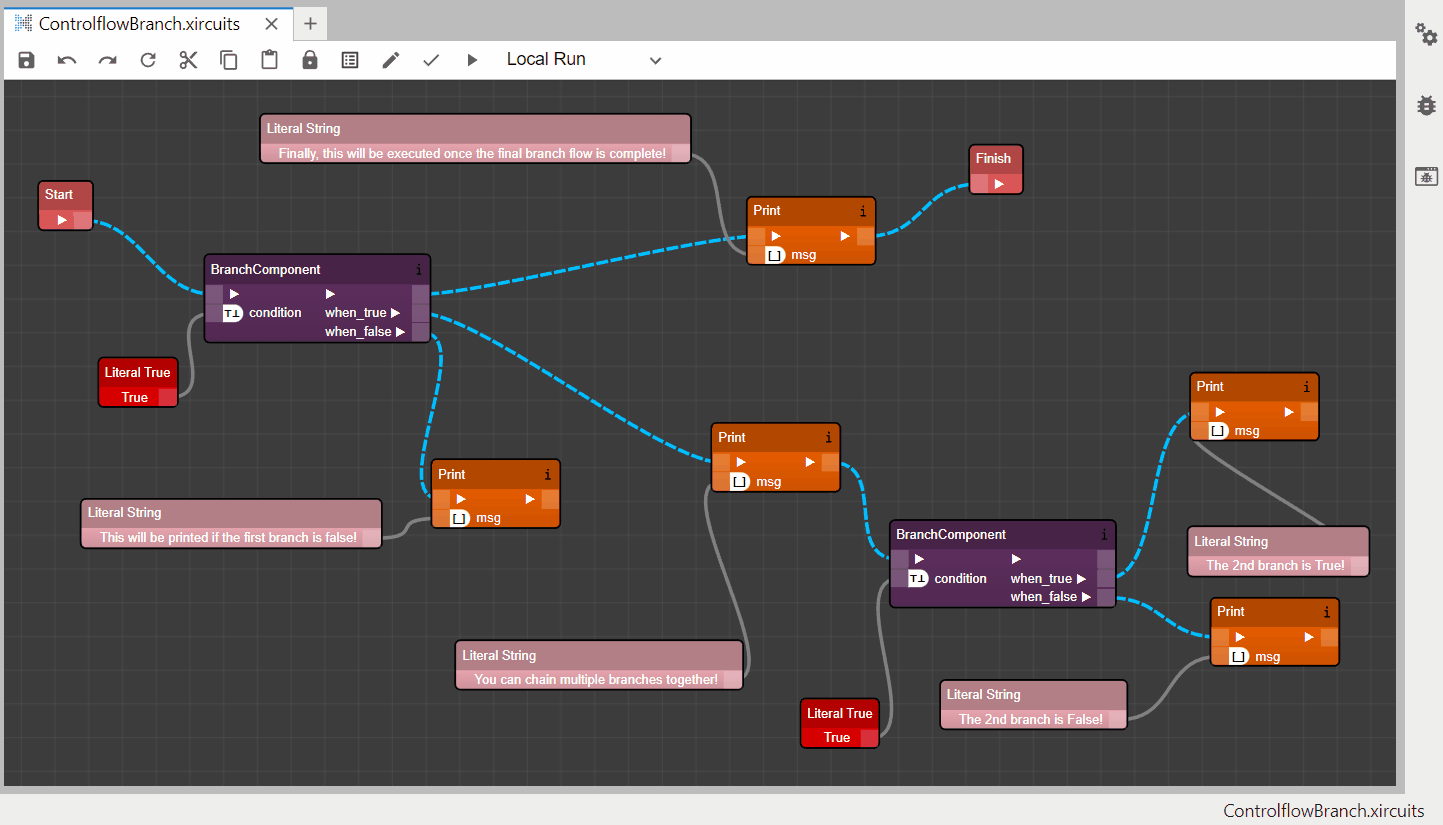 ControlflowBranch.xircuits
Local Run
Literal String
Finally, this will be executed once the final branch flow is complete!
Start
Finish
Print i
msg
BranchComponent i
condition when_true
when_false
Literal True
True
Print i
msg
Literal String
This will be printed if the first branch is false!
Print i
msg
Literal String
You can chain multiple branches together!
BranchComponent i
condition when_true
when_false
Literal True
True
Print i
msg
Literal String
The 2nd branch is True!
Print i
msg
Literal String
The 2nd branch is False!
ControlflowBranch.xircuits